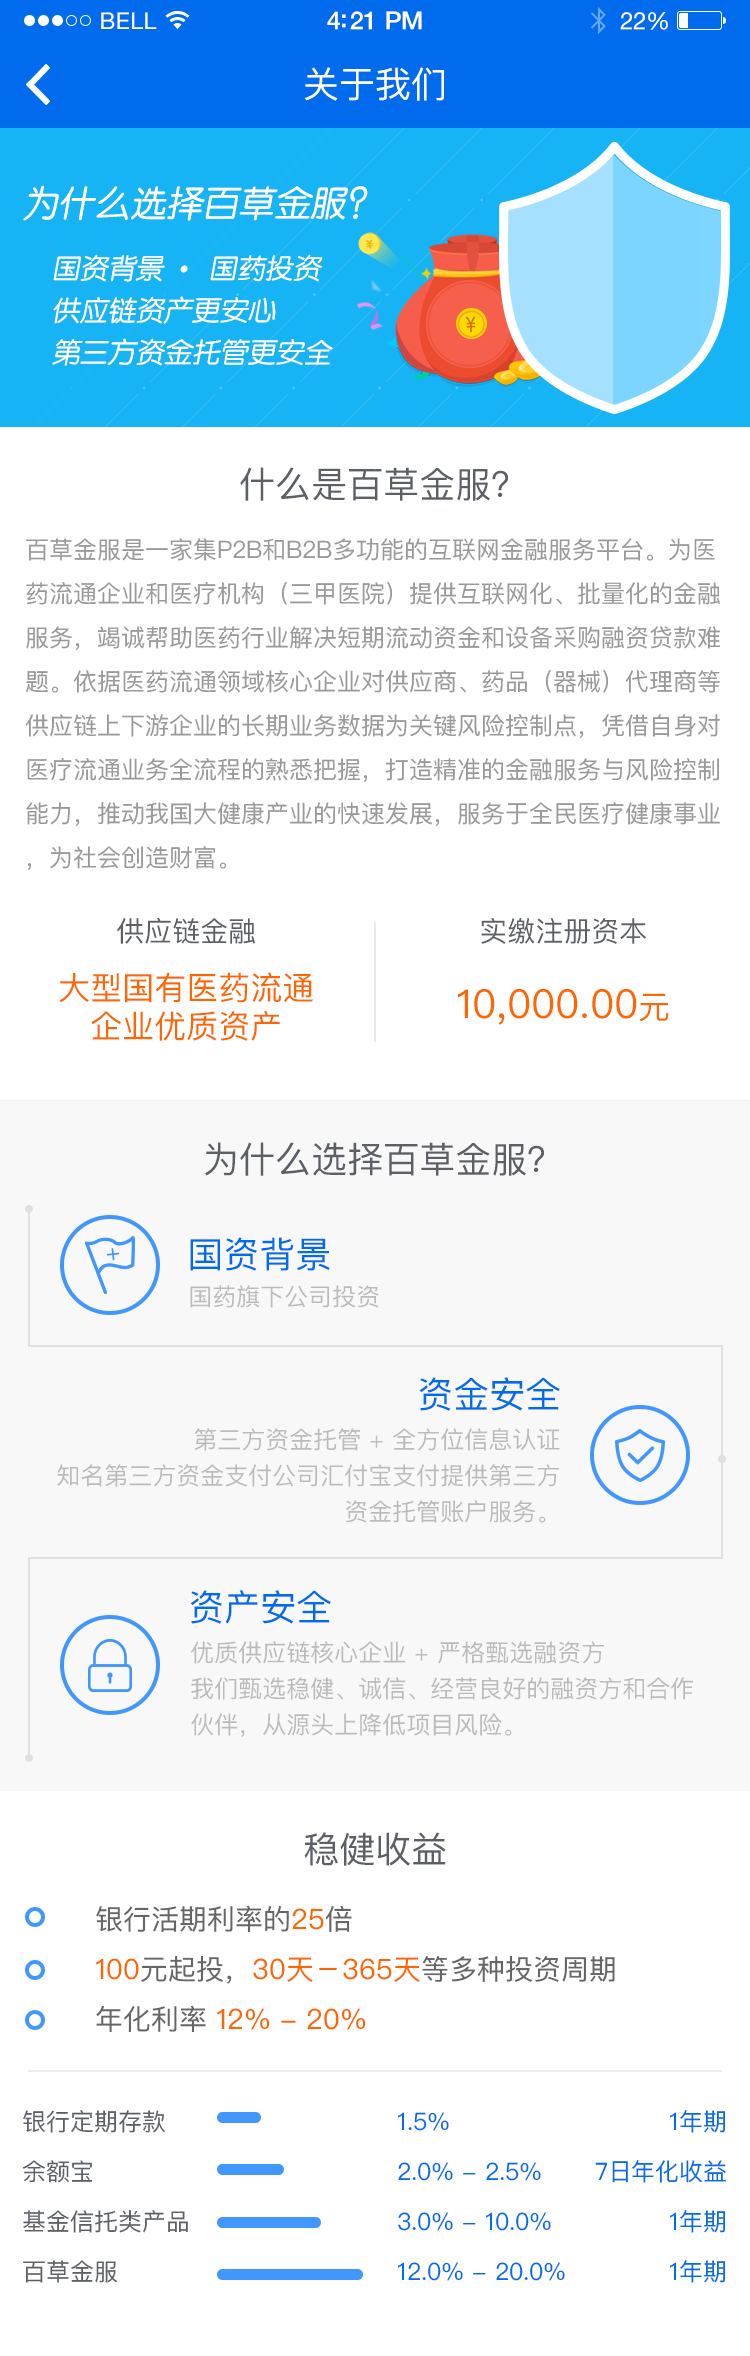 BELL 4:21 PM 22%
关于我们
为什么选择百草金服?
国资背景 · 国药投资
供应链资产更安心
第三方资金托管更安全
什么是百草金服?
百草金服是一家集P2B和B2B多功能的互联网金融服务平台。为医
药流通企业和医疗机构（三甲医院）提供互联网化、批量化的金融
服务，竭诚帮助医药行业解决短期流动资金和设备采购融资贷款难
题。依据医药流通领域核心企业对供应商、药品（器械）代理商等
供应链上下游企业的长期业务数据为关键风险控制点，凭借自身对
医疗流通业务全流程的熟悉把握，打造精准的金融服务与风险控制
能力，推动我国大健康产业的快速发展，服务于全民医疗健康事业
，为社会创造财富。
供应链金融
大型国有医药流通
企业优质资产
实缴注册资本
10,000.00元
为什么选择百草金服?
国资背景
国药旗下公司投资
资金安全
第三方资金托管 + 全方位信息认证
知名第三方资金支付公司汇付宝支付提供第三方
资金托管账户服务。
资产安全
优质供应链核心企业 + 严格甄选融资方
我们甄选稳健、诚信、经营良好的融资方和合作
伙伴，从源头上降低项目风险。
稳健收益
银行活期利率的25倍
100元起投，30天－365天等多种投资周期
年化利率 12% – 20%
银行定期存款 1.5% 1年期
余额宝 2.0% – 2.5% 7日年化收益
基金信托类产品 3.0% – 10.0% 1年期
百草金服 12.0% – 20.0% 1年期